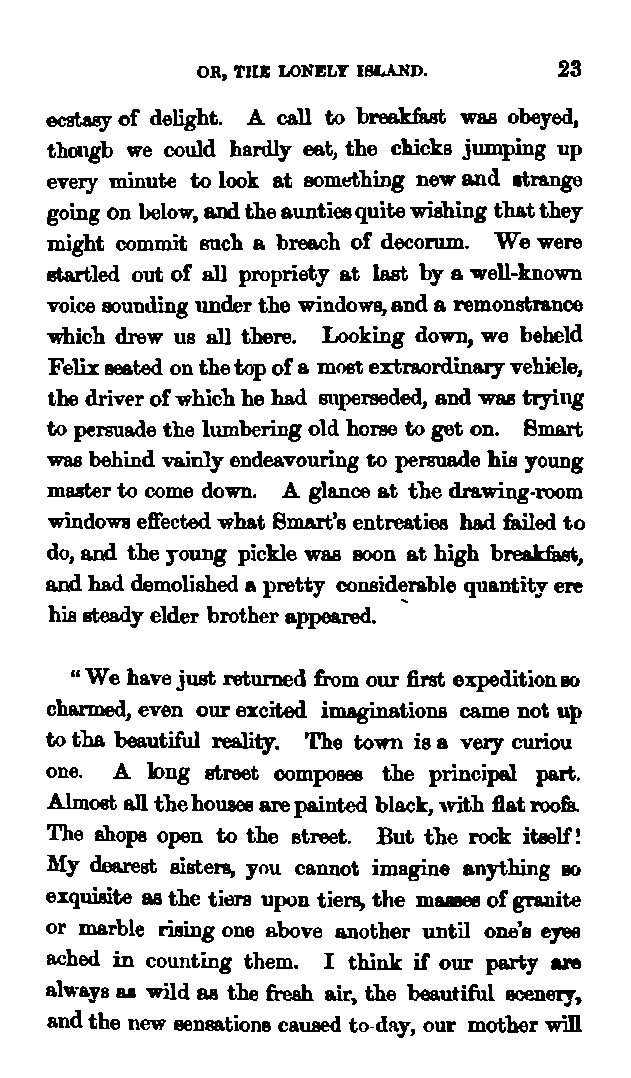 OR, THE LONELY ISLAND. 23
ecstasy of delight. A call to breakfast was obeyed,
thougb we could hardly eat, the chicks jumping up
every minute to look at something new and strange
going on below, and the aunties quite wishing that they
might commit such a breach of decorum. We were
startled out of all propriety at last by a well-known
voice sounding under the windows, and a remonstrance
which drew us all there. Looking down, we beheld
Felix seated on the top of a most extraordinary vehicle,
the driver of which he had superseded, and was trying
to persuade the lumbering old horse to get on. Smart
was behind vainly endeavouring to persuade his young
master to come down. A glance at the drawing-room
windows effected what Smart's entreaties had failed to
do, and the young pickle was soon at high breakfast,
and had demolished a pretty considerable quantity ere
his steady elder brother appeared.
"We have just returned from our first expedition so
charmed, even our excited imaginations came not up
to tha beautiful reality. The town is a very curiou
one. A long street composes the principal part.
Almost all the houses are painted black, with flat roofs.
The shops open to the street. But the rock itself!
My dearest sisters, you cannot imagine anything so
exquisite as the tiers upon tiers, the masses of granite
or marble rising one above another until one's eyes
ached in counting them. I think if our party are
always as wild as the fresh air, the beautiful scenery,
and the new sensations caused to-day, our mother will